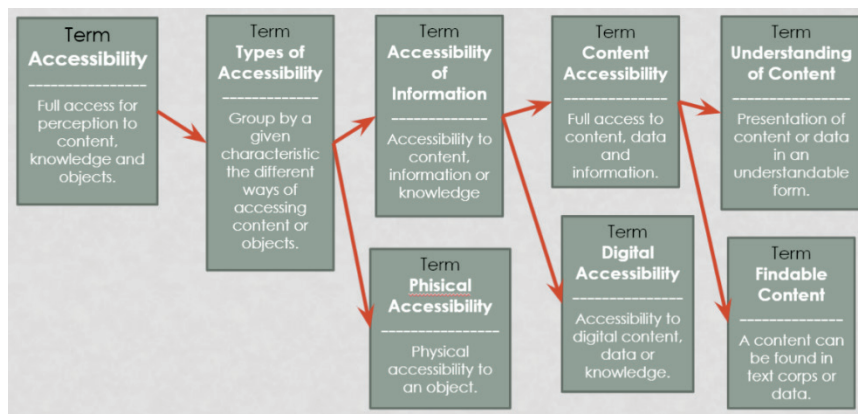 Term
Accessibility
---------------
Full access for
perception to
content,
knowledge and
objects.
Term
Types of
Accessibility
---------------
Group by a
given
characteristic
the different
ways of
accessing
content or
objects.
Term
Accessibility
of
Information
---------------
Accessibility to
content,
information or
knowledge
Term
Phisical
Accessibility
---------------
Physical
accessibility to
an object.
Term
Content
Accessibility
---------------
Full access to
content, data
and
information.
Term
Digital
Accessibility
---------------
Accessibility to
digital content,
data or
knowledge.
Term
Understanding
of Content
---------------
Presentation of
content or data
in an
understandable
form.
Term
Findable
Content
---------------
A content can
be found in
text corps or
data.